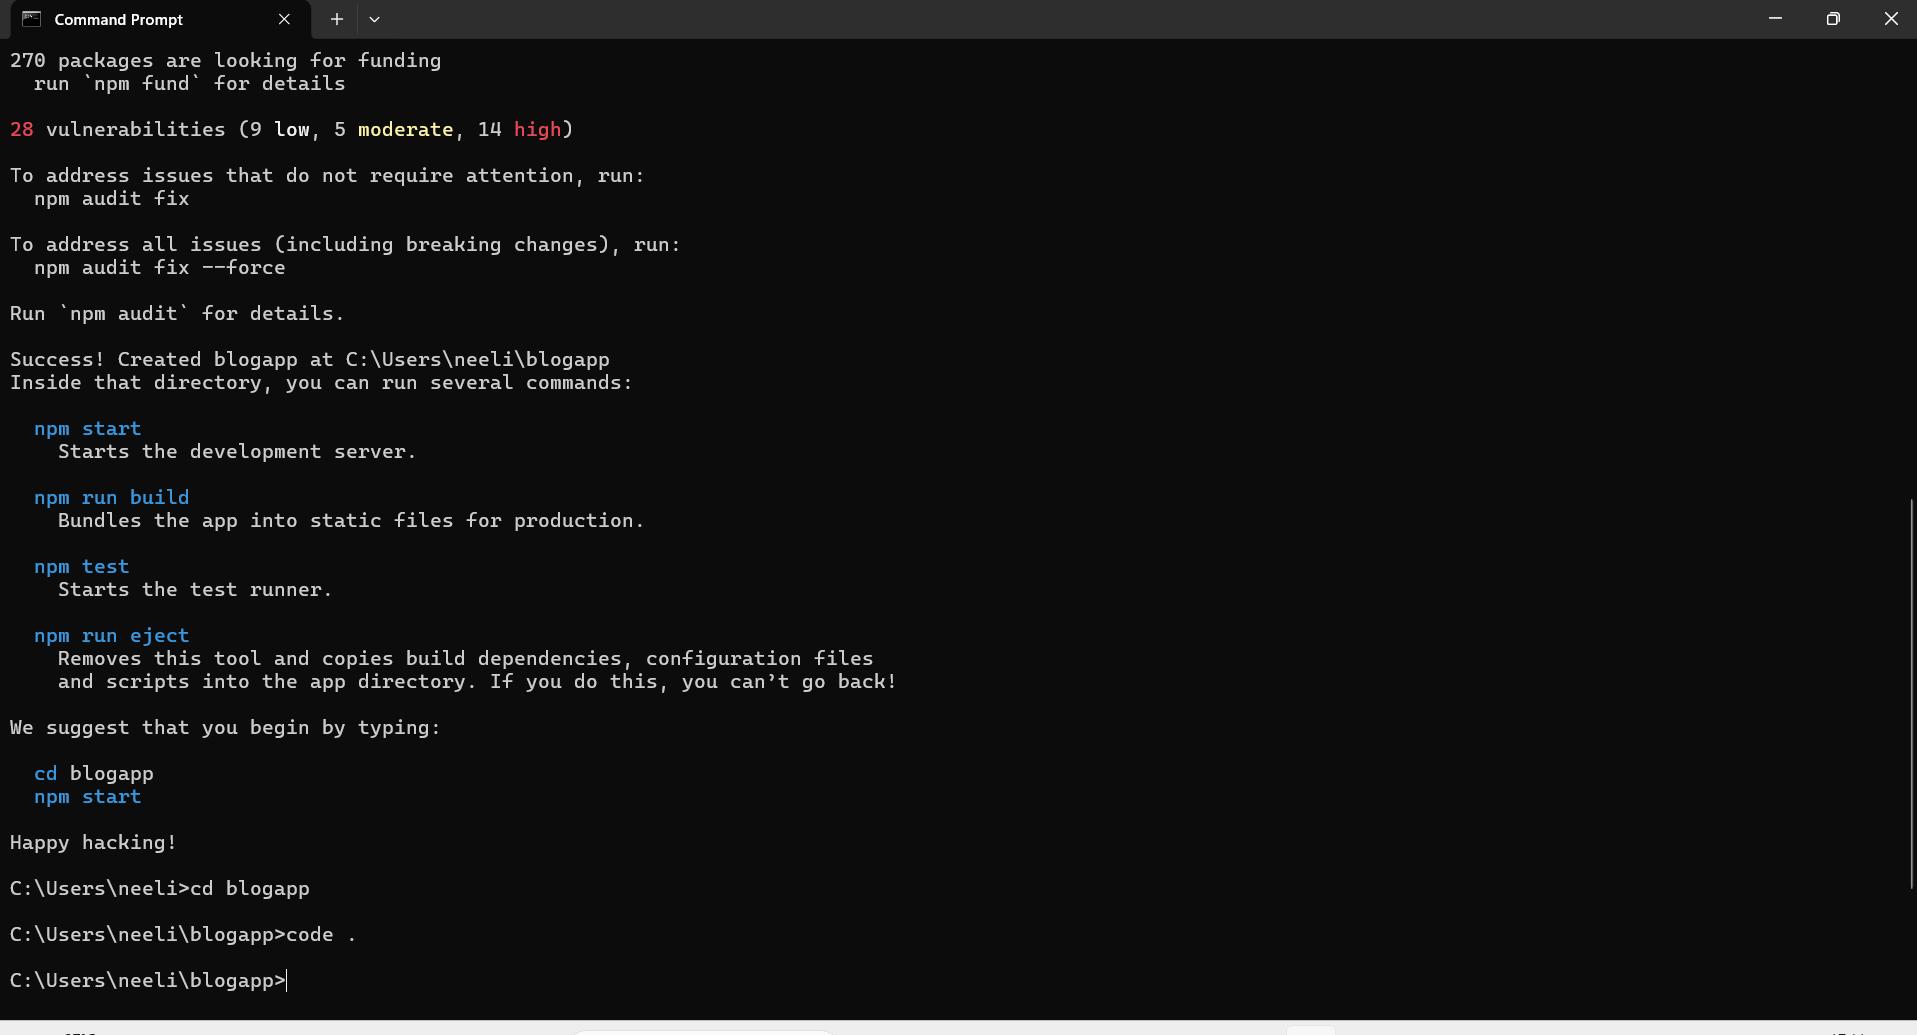 Command Prompt
270 packages are looking for funding
  run `npm fund` for details
28 vulnerabilities (9 low, 5 moderate, 14 high)
To address issues that do not require attention, run:
  npm audit fix
To address all issues (including breaking changes), run:
  npm audit fix --force
Run `npm audit` for details.
Success! Created blogapp at C:\Users\neeli\blogapp
Inside that directory, you can run several commands:
  npm start
    Starts the development server.
  npm run build
    Bundles the app into static files for production.
  npm test
    Starts the test runner.
  npm run eject
    Removes this tool and copies build dependencies, configuration files
    and scripts into the app directory. If you do this, you can’t go back!
We suggest that you begin by typing:
  cd blogapp
  npm start
Happy hacking!
C:\Users\neeli>cd blogapp
C:\Users\neeli\blogapp>code .
C:\Users\neeli\blogapp>